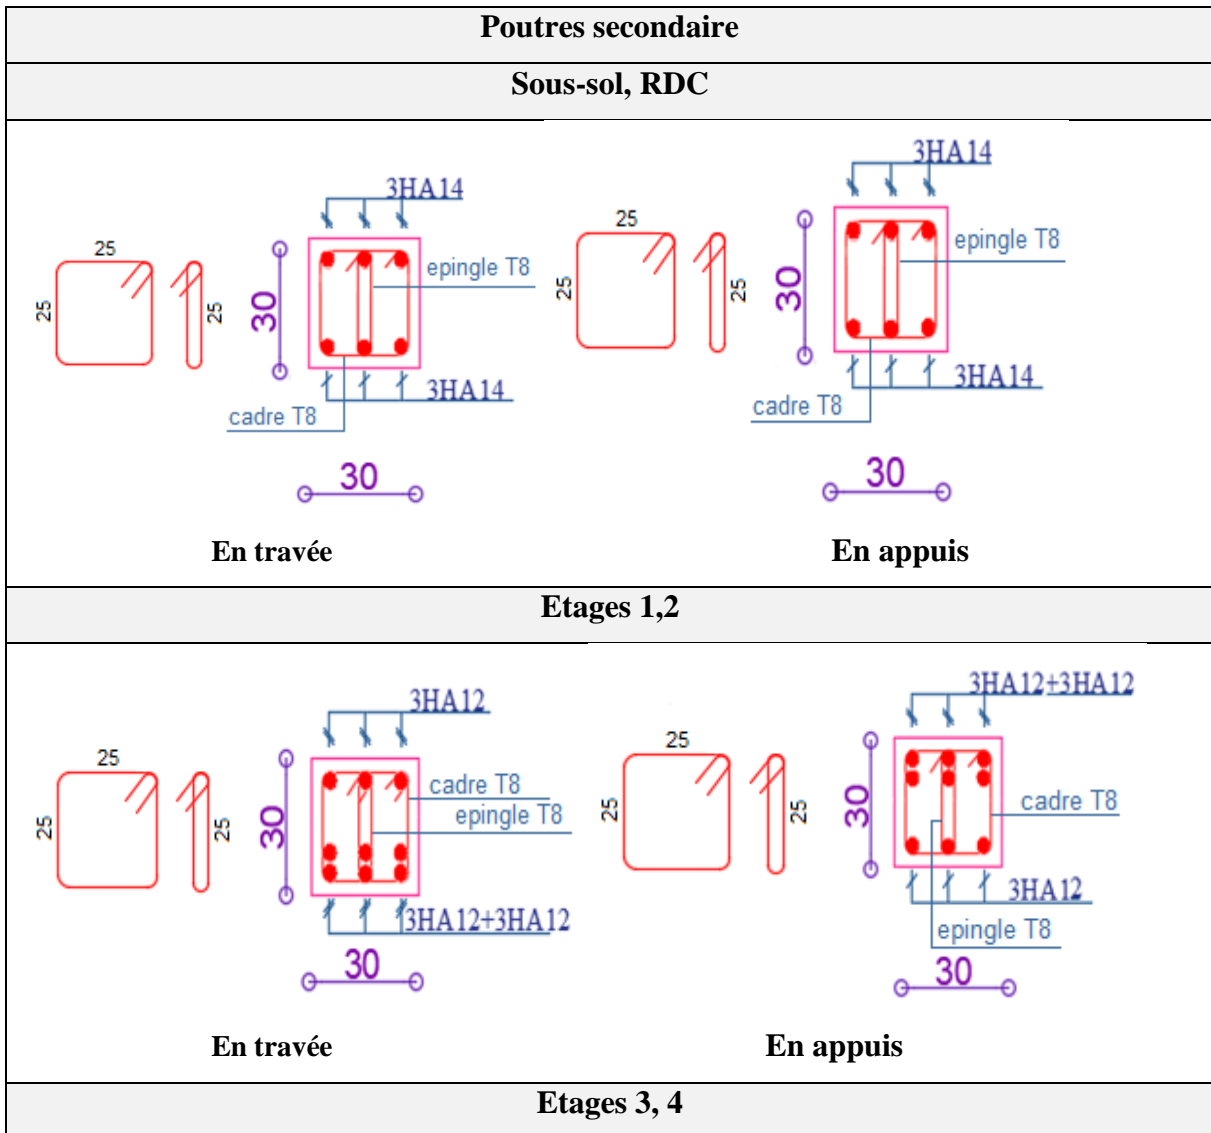 Poutres secondaire
Sous-sol, RDC
3HA14
25
25
25
30
epingle T8
3HA14
cadre T8
30
En travée
3HA14
25
25
25
30
epingle T8
3HA14
cadre T8
30
En appuis
Etages 1,2
3HA12
25
25
25
30
cadre T8
epingle T8
3HA12+3HA12
30
En travée
3HA12+3HA12
25
25
25
30
cadre T8
3HA12
epingle T8
30
En appuis
Etages 3, 4